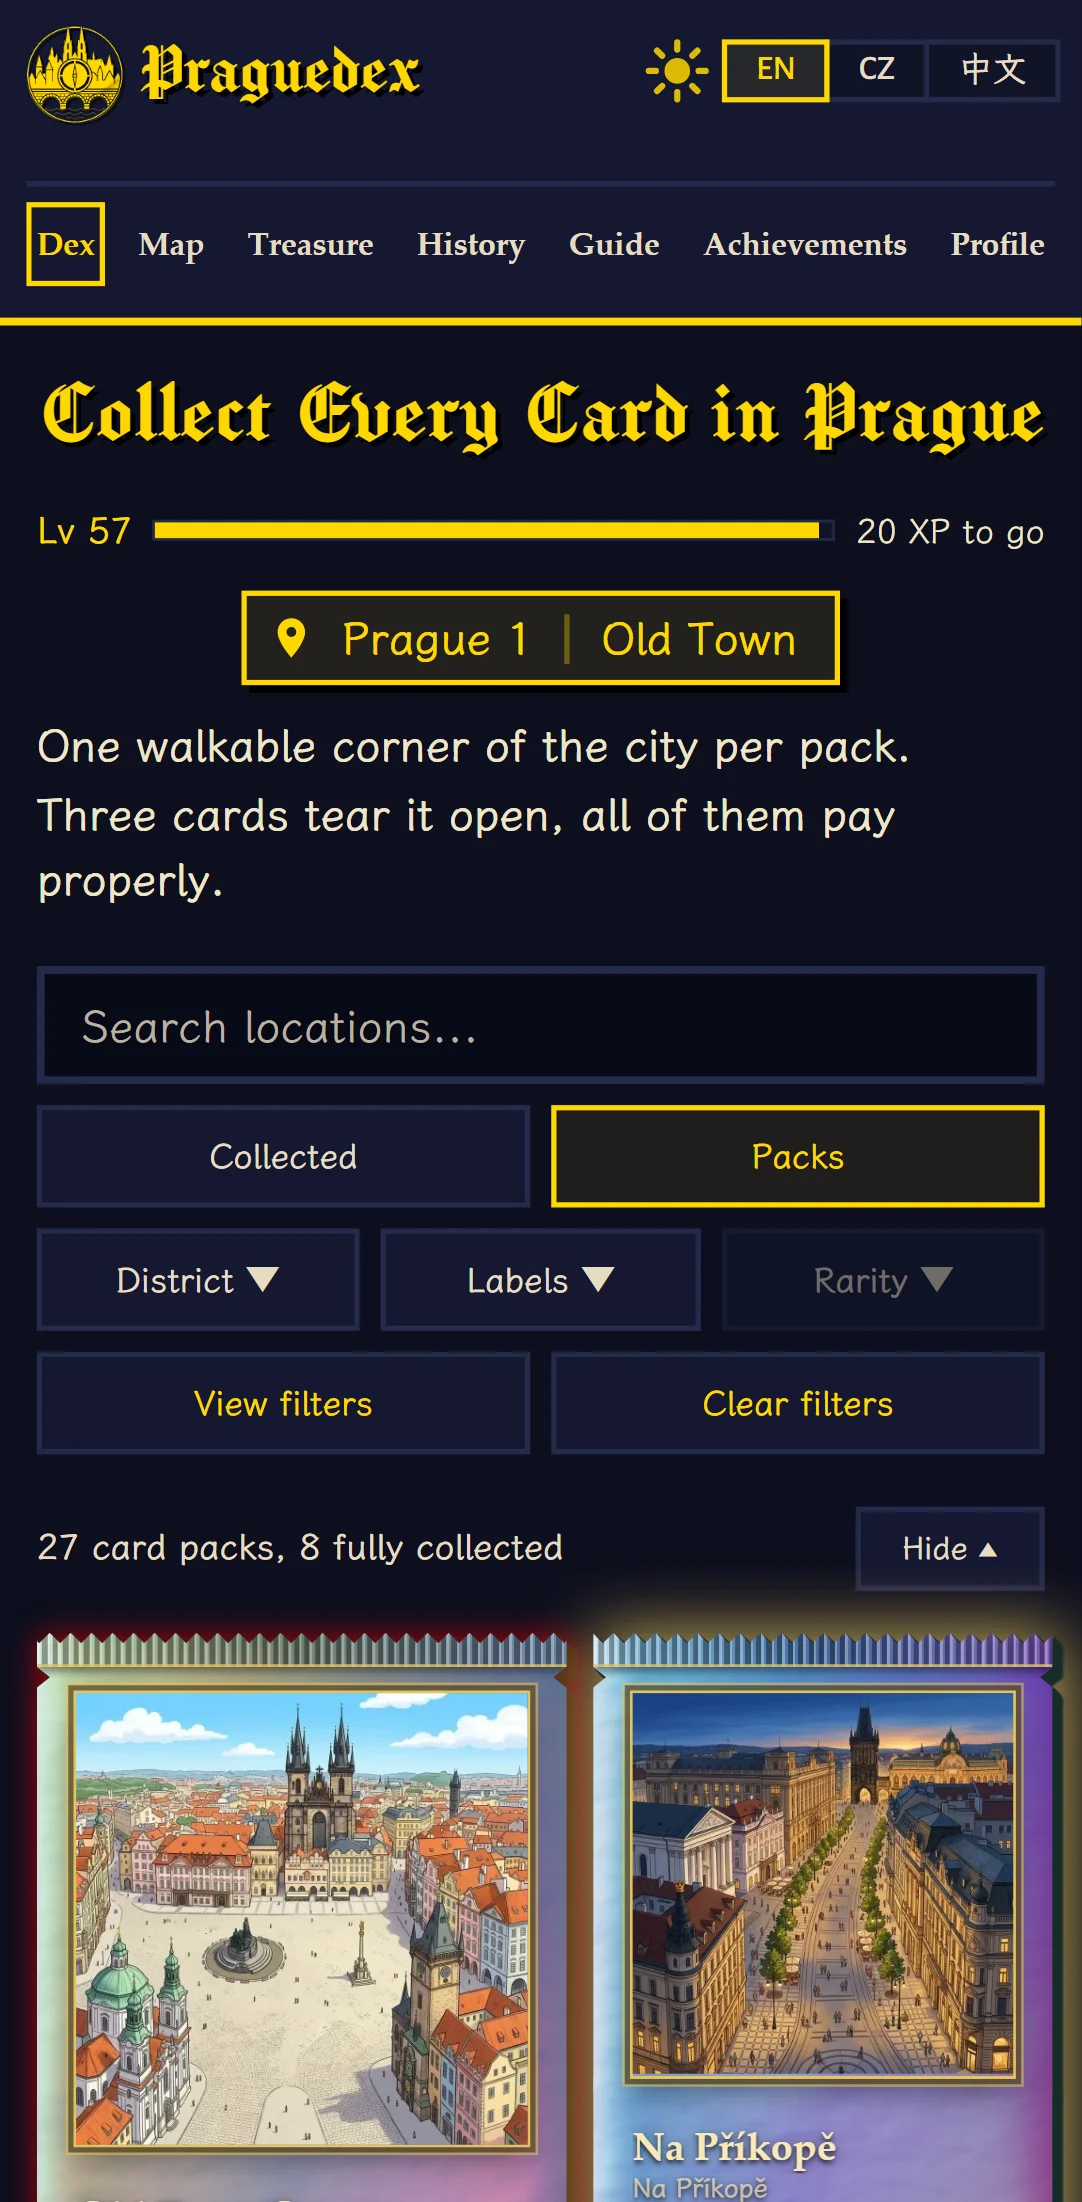 Praguedex
EN CZ 中文
Dex Map Treasure History Guide Achievements Profile
Collect Every Card in Prague
Lv 57 20 XP to go
Prague 1 | Old Town
One walkable corner of the city per pack.
Three cards tear it open, all of them pay
properly.
Search locations...
Collected Packs
District ▼ Labels ▼ Rarity ▼
View filters Clear filters
27 card packs, 8 fully collected Hide ▲
Na Příkopě
Na Příkopě